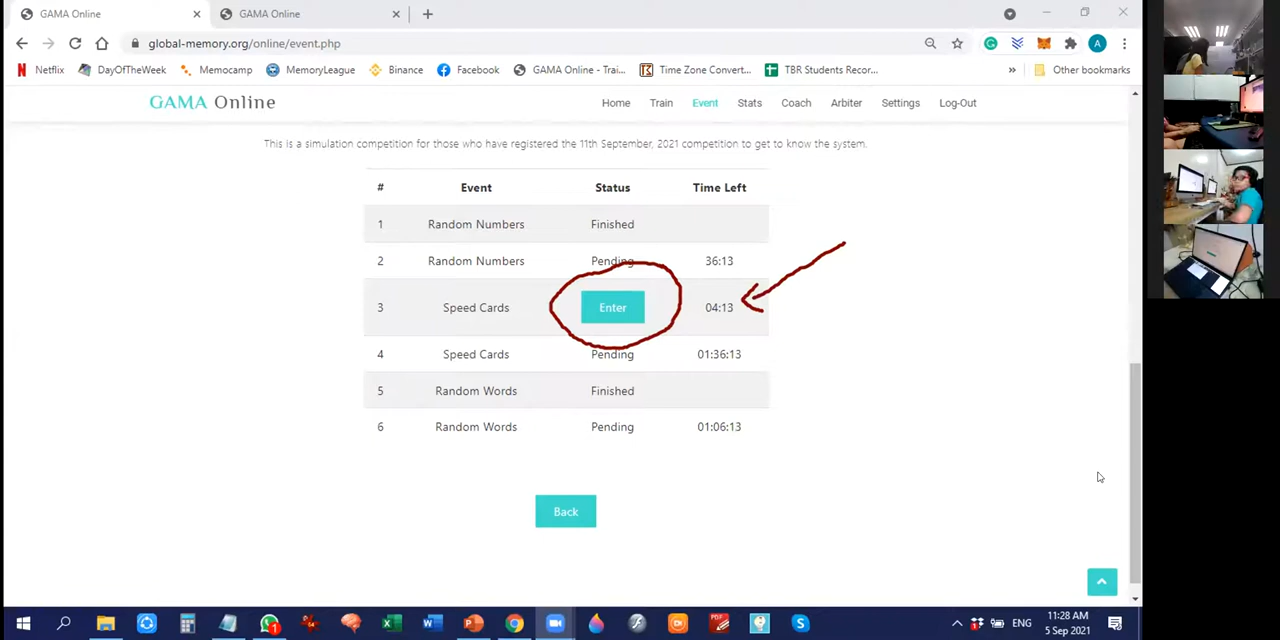 GAMA Online
GAMA Online
global-memory.org/online/event.php
Netflix DayOfTheWeek Memocamp MemoryLeague Binance Facebook GAMA Online - Trai... Time Zone Convert... TBR Students Recor... » Other bookmarks
GAMA Online
Home Train Event Stats Coach Arbiter Settings Log-Out
This is a simulation competition for those who have registered the 11th September, 2021 competition to get to know the system.
# Event Status Time Left
1 Random Numbers Finished
2 Random Numbers Pending 36:13
3 Speed Cards Enter 04:13
4 Speed Cards Pending 01:36:13
5 Random Words Finished
6 Random Words Pending 01:06:13
Back
ENG
11:28 AM
5 Sep 2021